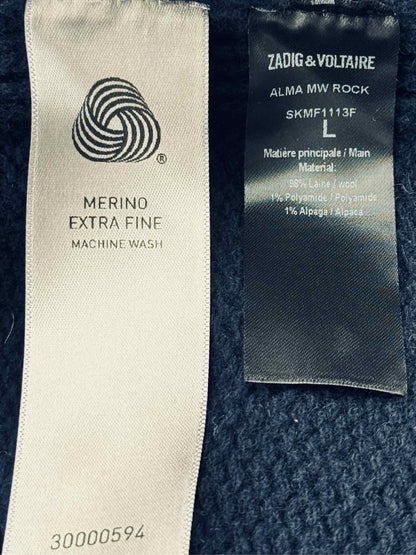 ®
MERINO
EXTRA FINE
MACHINE WASH
30000594
ZADIG & VOLTAIRE
ALMA MW ROCK
SKMF1113F
L
Matière principale / Main
Material:
98% Laine / wool
1% Polyamide / Polyamide
1% Alpaga / Alpaca